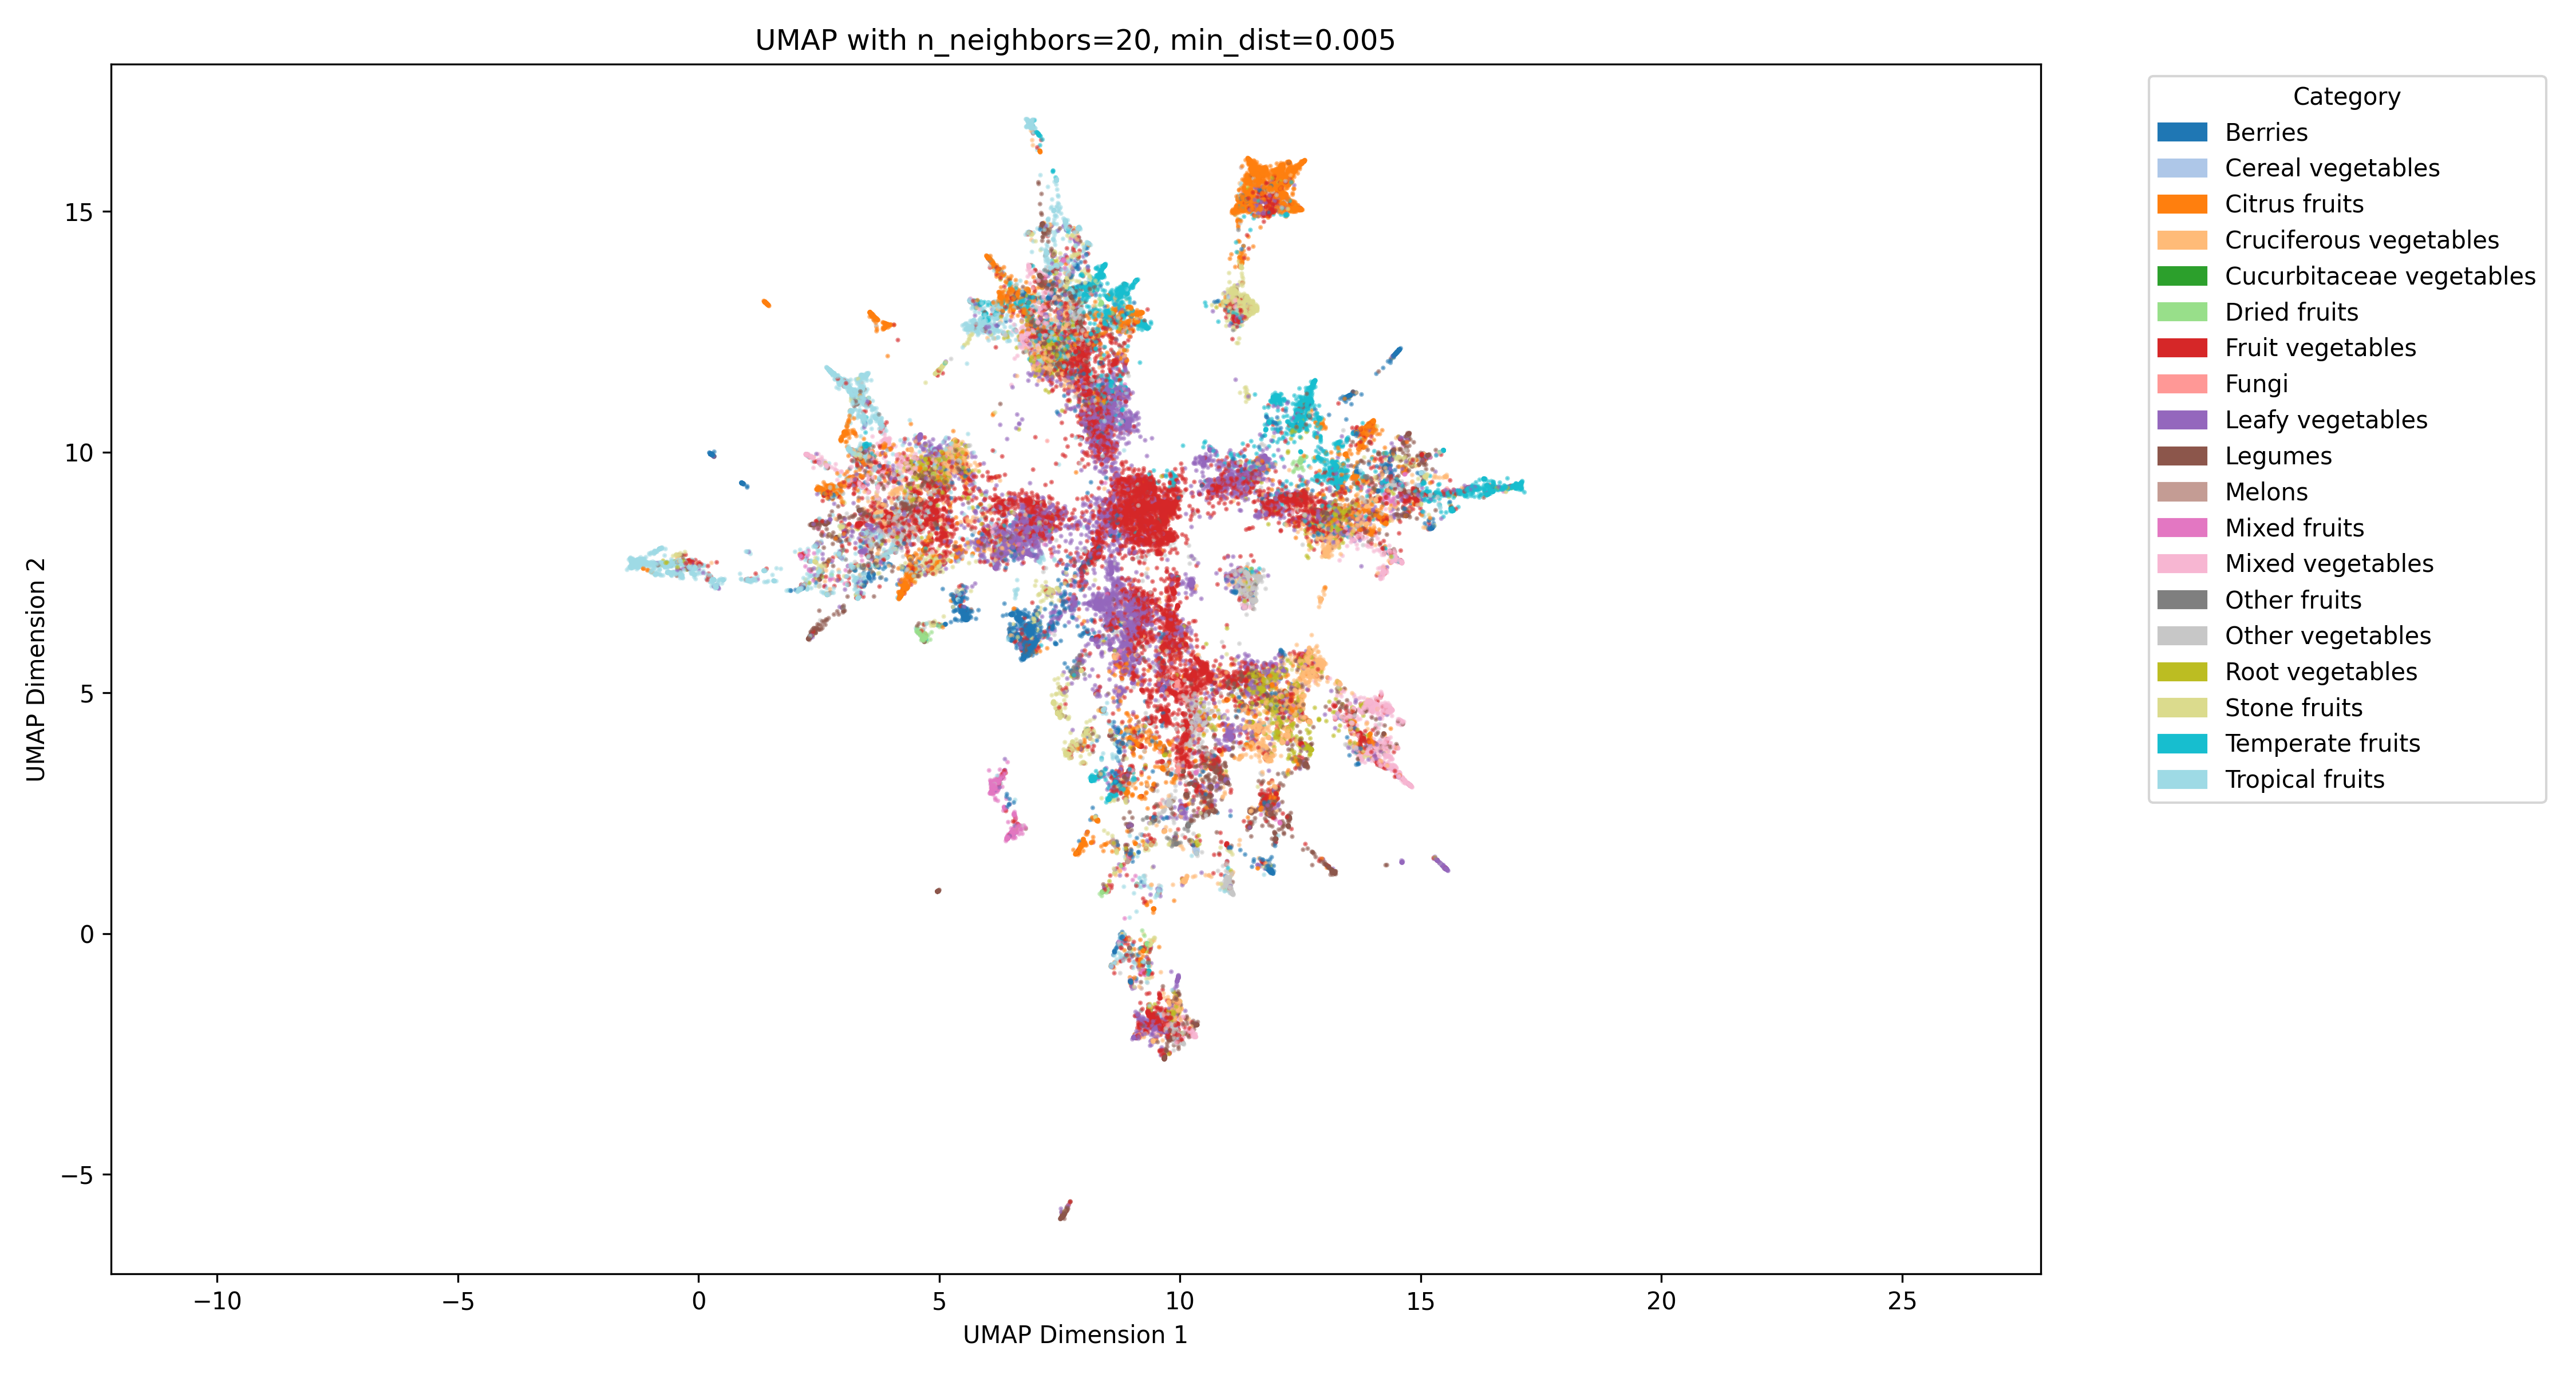 UMAP with n_neighbors=20, min_dist=0.005
UMAP Dimension 2
15
10
5
0
−5
−10
−5
0
5
10
15
20
25
UMAP Dimension 1
Category
Berries
Cereal vegetables
Citrus fruits
Cruciferous vegetables
Cucurbitaceae vegetables
Dried fruits
Fruit vegetables
Fungi
Leafy vegetables
Legumes
Melons
Mixed fruits
Mixed vegetables
Other fruits
Other vegetables
Root vegetables
Stone fruits
Temperate fruits
Tropical fruits